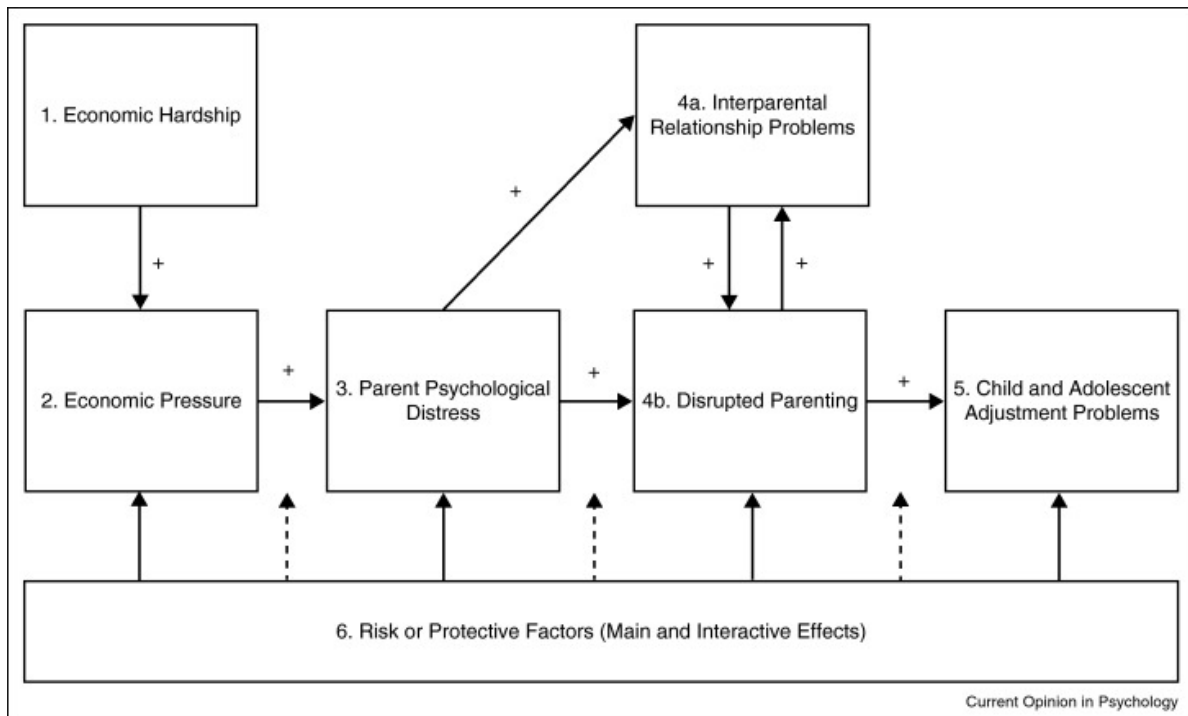 1. Economic Hardship
4a. Interparental
Relationship Problems
+
+
+
+
2. Economic Pressure
+
3. Parent Psychological
Distress
+
4b. Disrupted Parenting
+
5. Child and Adolescent
Adjustment Problems
6. Risk or Protective Factors (Main and Interactive Effects)
Current Opinion in Psychology